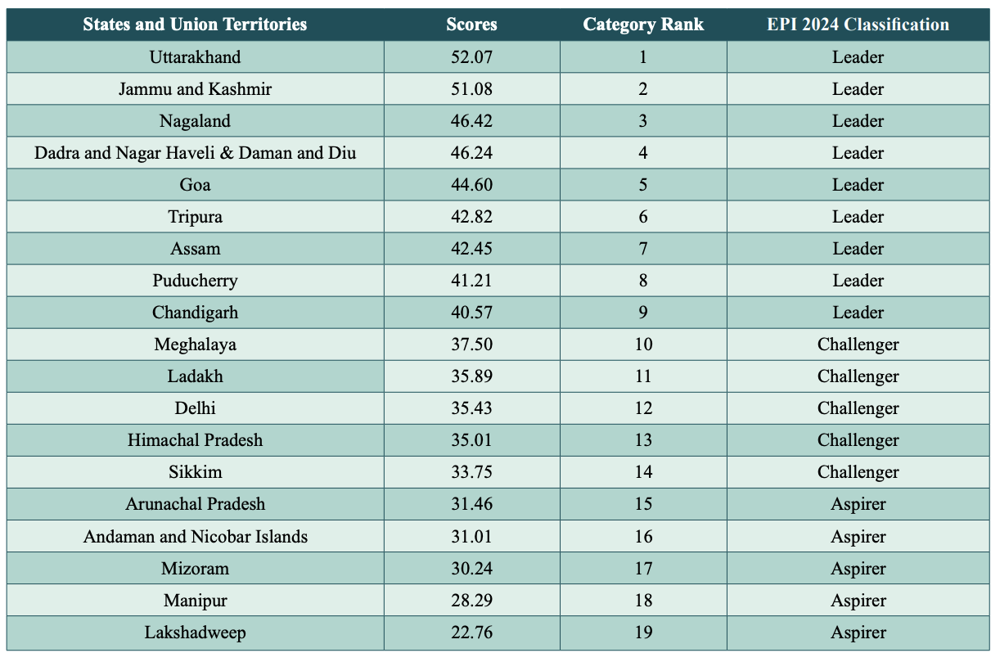 States and Union Territories Scores Category Rank EPI 2024 Classification
Uttarakhand 52.07 1 Leader
Jammu and Kashmir 51.08 2 Leader
Nagaland 46.42 3 Leader
Dadra and Nagar Haveli & Daman and Diu 46.24 4 Leader
Goa 44.60 5 Leader
Tripura 42.82 6 Leader
Assam 42.45 7 Leader
Puducherry 41.21 8 Leader
Chandigarh 40.57 9 Leader
Meghalaya 37.50 10 Challenger
Ladakh 35.89 11 Challenger
Delhi 35.43 12 Challenger
Himachal Pradesh 35.01 13 Challenger
Sikkim 33.75 14 Challenger
Arunachal Pradesh 31.46 15 Aspirer
Andaman and Nicobar Islands 31.01 16 Aspirer
Mizoram 30.24 17 Aspirer
Manipur 28.29 18 Aspirer
Lakshadweep 22.76 19 Aspirer